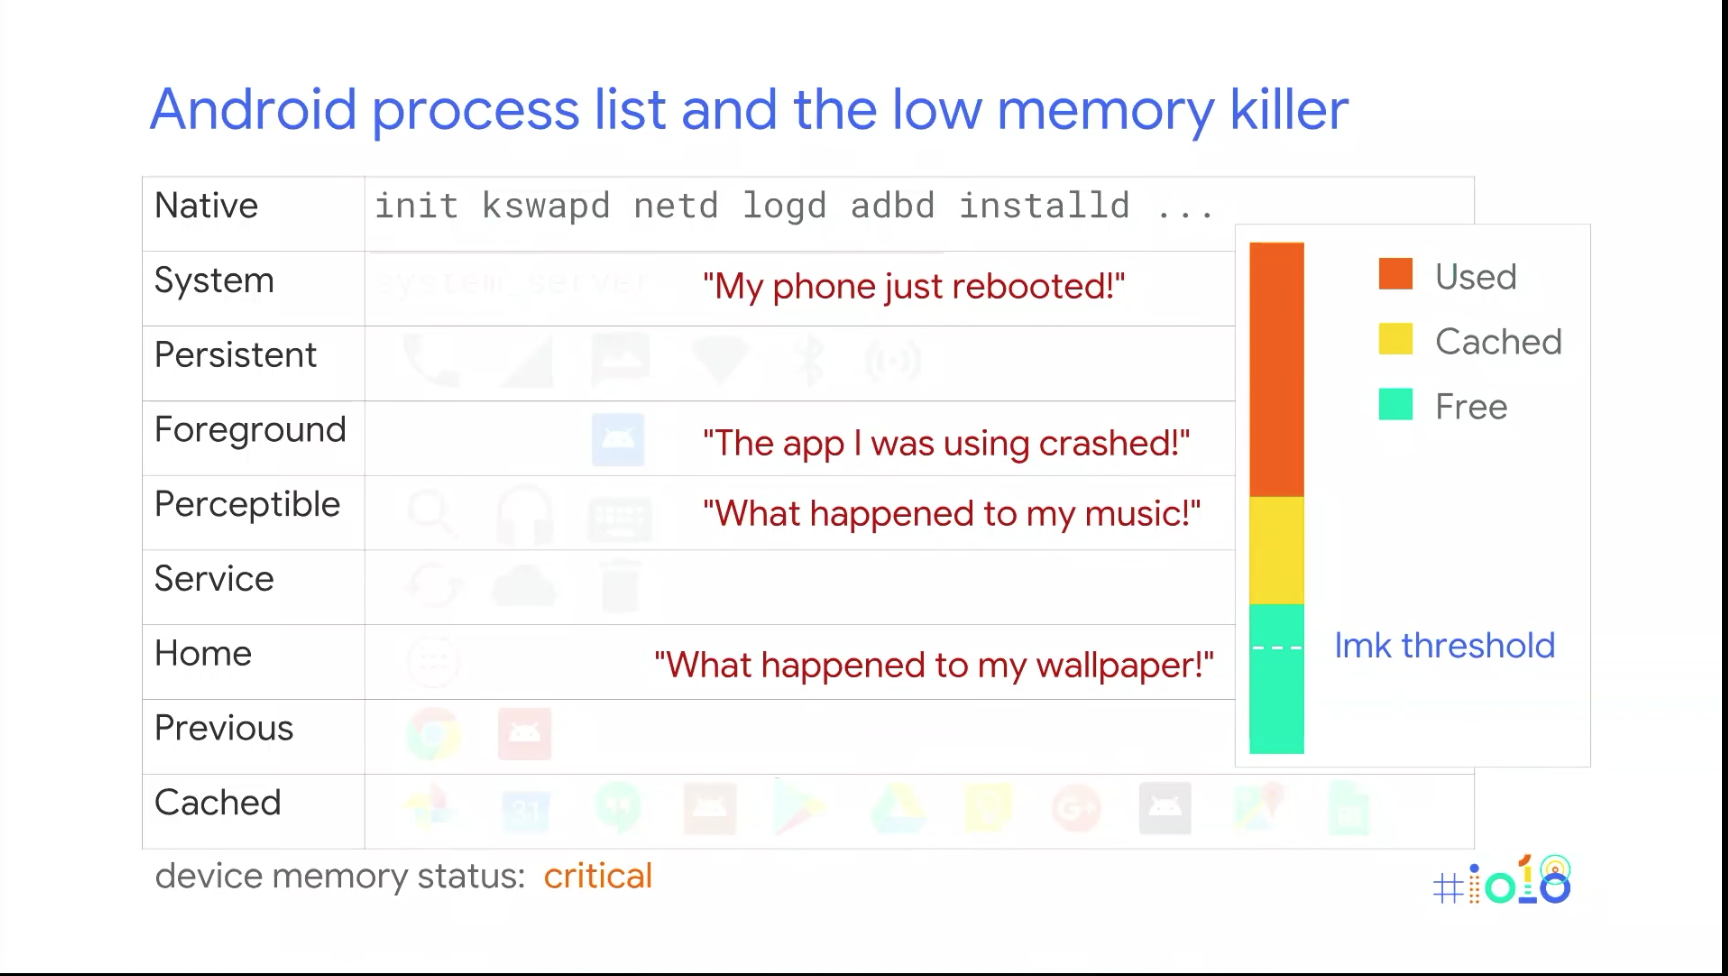 Android process list and the low memory killer
Native
init kswapd netd logd adbd installd ...
System
system_server
"My phone just rebooted!"
Persistent
Foreground
"The app I was using crashed!"
Perceptible
"What happened to my music!"
Service
Home
"What happened to my wallpaper!"
Previous
Cached
31
G+
Used
Cached
Free
lmk threshold
device memory status: critical
#io18